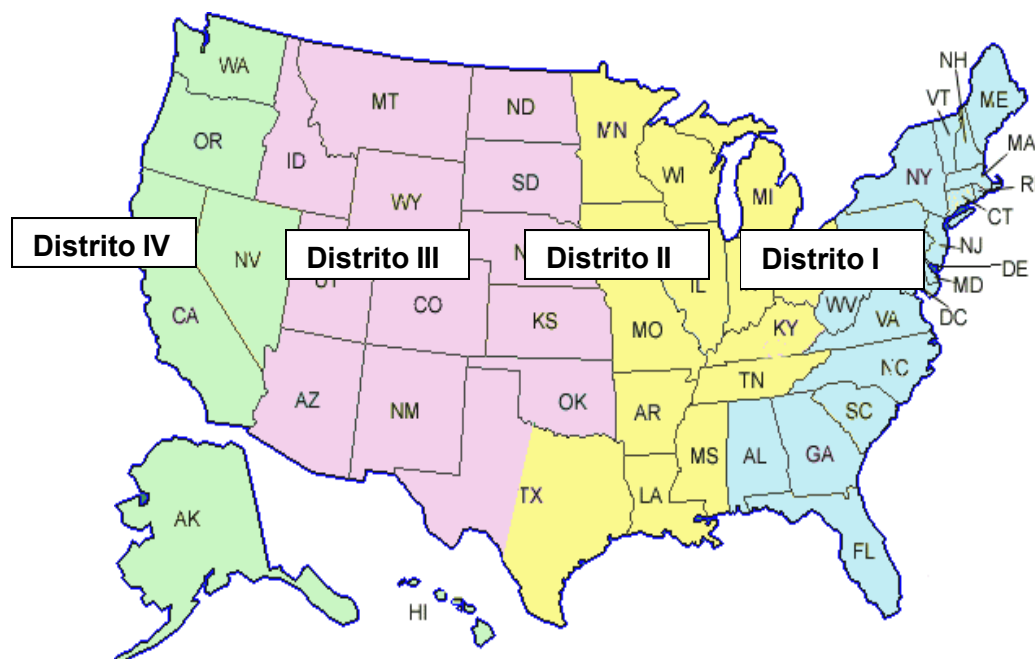 WA
NH
VT
ME
MT
ND
MN
OR
MA
ID
WI
NY
SD
MI
R
WY
CT
Distrito IV
Distrito III
Distrito II
Distrito I
NJ
NV
DE
IL
MD
CA
CO
WV
DC
KS
VA
MO
KY
NC
TN
AZ
NM
OK
AR
SC
MS
AL
GA
TX
LA
AK
FL
HI